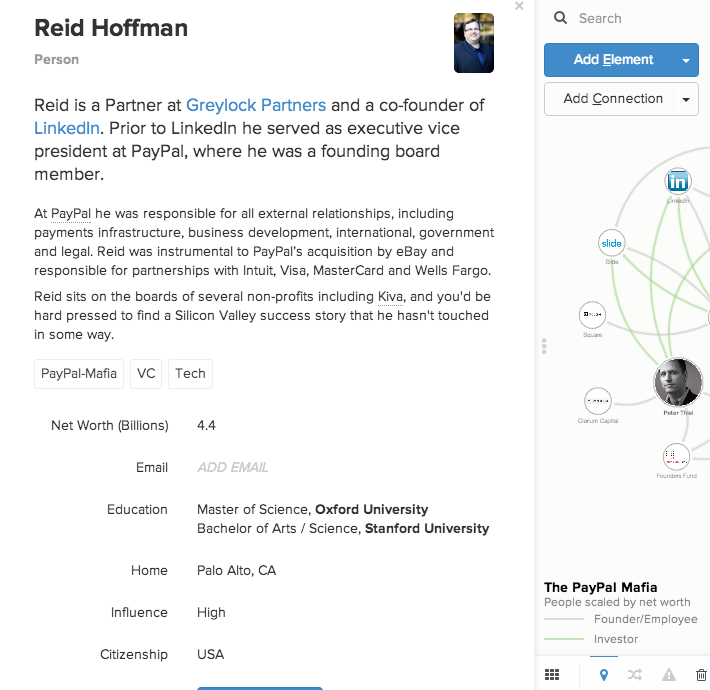 Reid Hoffman
Person
Reid is a Partner at Greylock Partners and a co-founder of
LinkedIn. Prior to LinkedIn he served as executive vice
president at PayPal, where he was a founding board
member.
At PayPal he was responsible for all external relationships, including
payments infrastructure, business development, international, government
and legal. Reid was instrumental to PayPal's acquisition by eBay and
responsible for partnerships with Intuit, Visa, MasterCard and Wells Fargo.
Reid sits on the boards of several non-profits including Kiva, and you'd be
hard pressed to find a Silicon Valley success story that he hasn't touched
in some way.
PayPal-Mafia VC Tech
Net Worth (Billions) 4.4
Email ADD EMAIL
Education Master of Science, Oxford University
Bachelor of Arts / Science, Stanford University
Home Palo Alto, CA
Influence High
Citizenship USA
Search
Add Element
Add Connection
in
LinkedIn
slide
Slide
Square
Peter Thiel
Clarium Capital
Founders Fund
The PayPal Mafia
People scaled by net worth
Founder/Employee
Investor